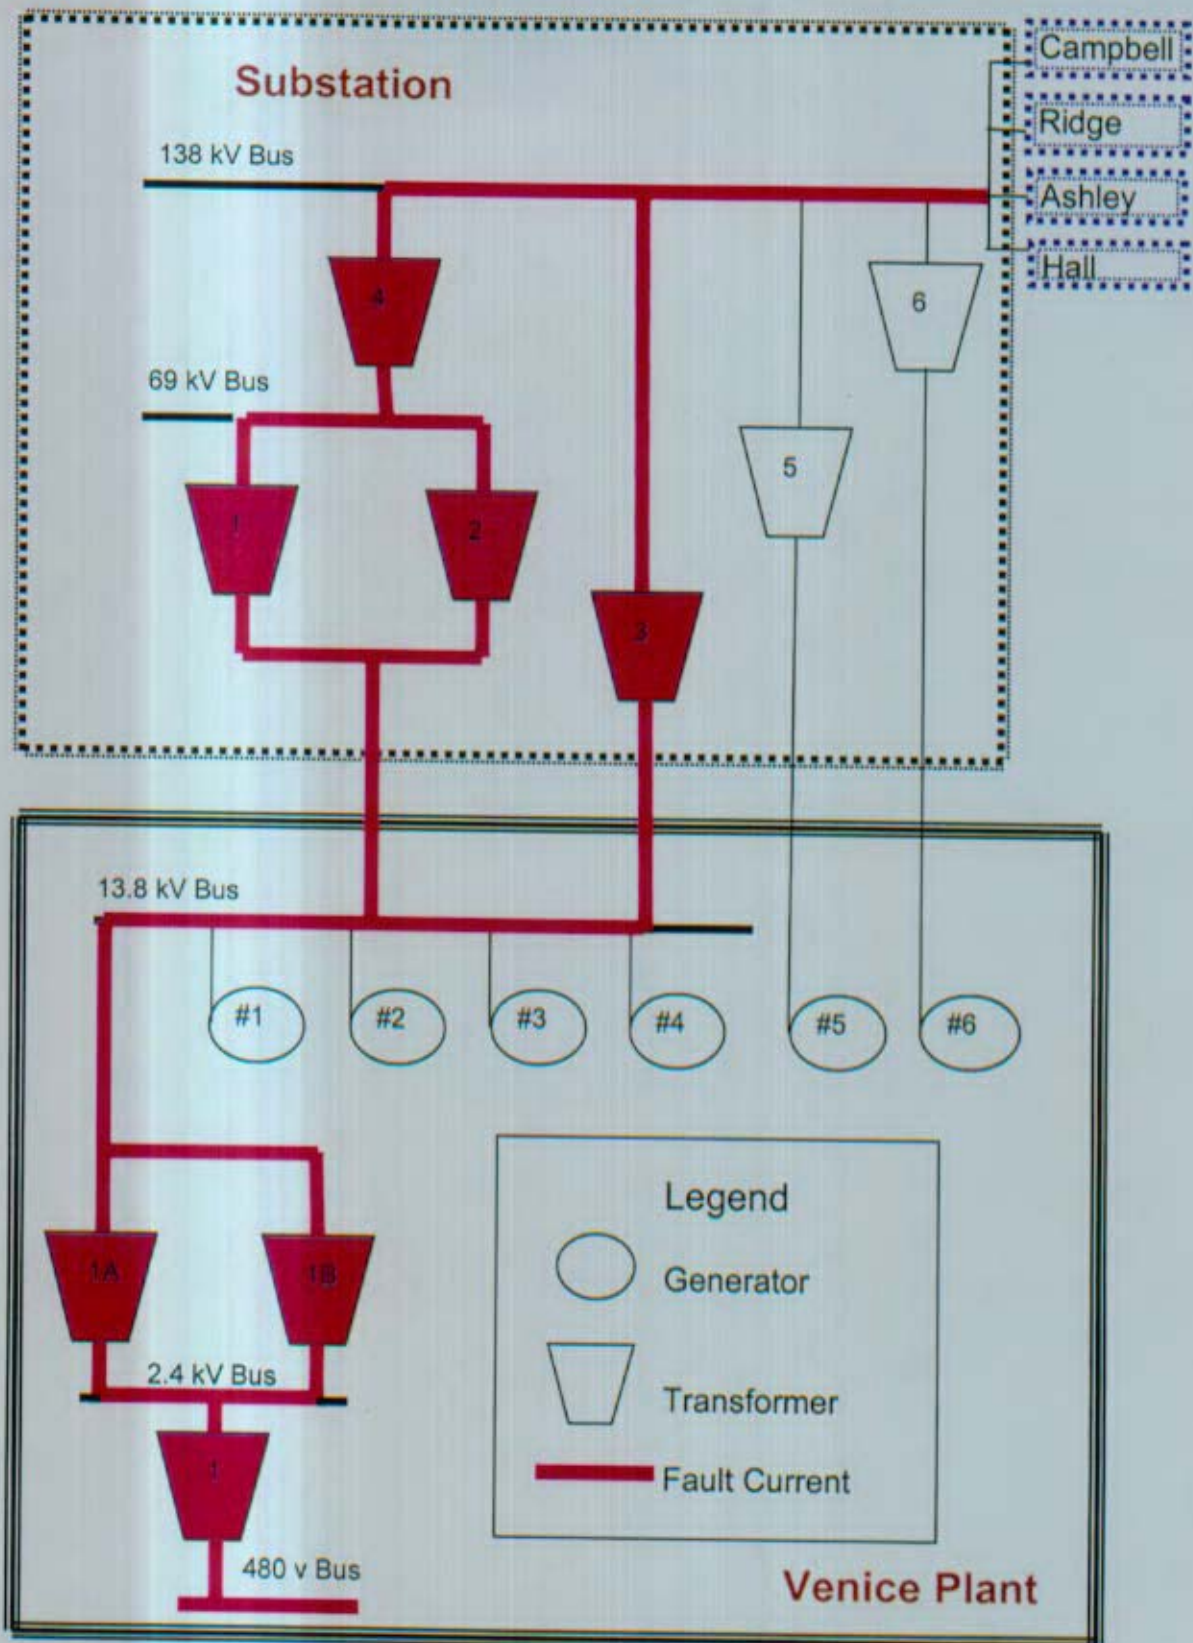 Substation
Campbell
Ridge
Ashley
Hall
138 kV Bus
4
6
69 kV Bus
5
1
2
3
13.8 kV Bus
#1
#2
#3
#4
#5
#6
Legend
Generator
1A
1B
2.4 kV Bus
Transformer
1
Fault Current
480 v Bus
Venice Plant